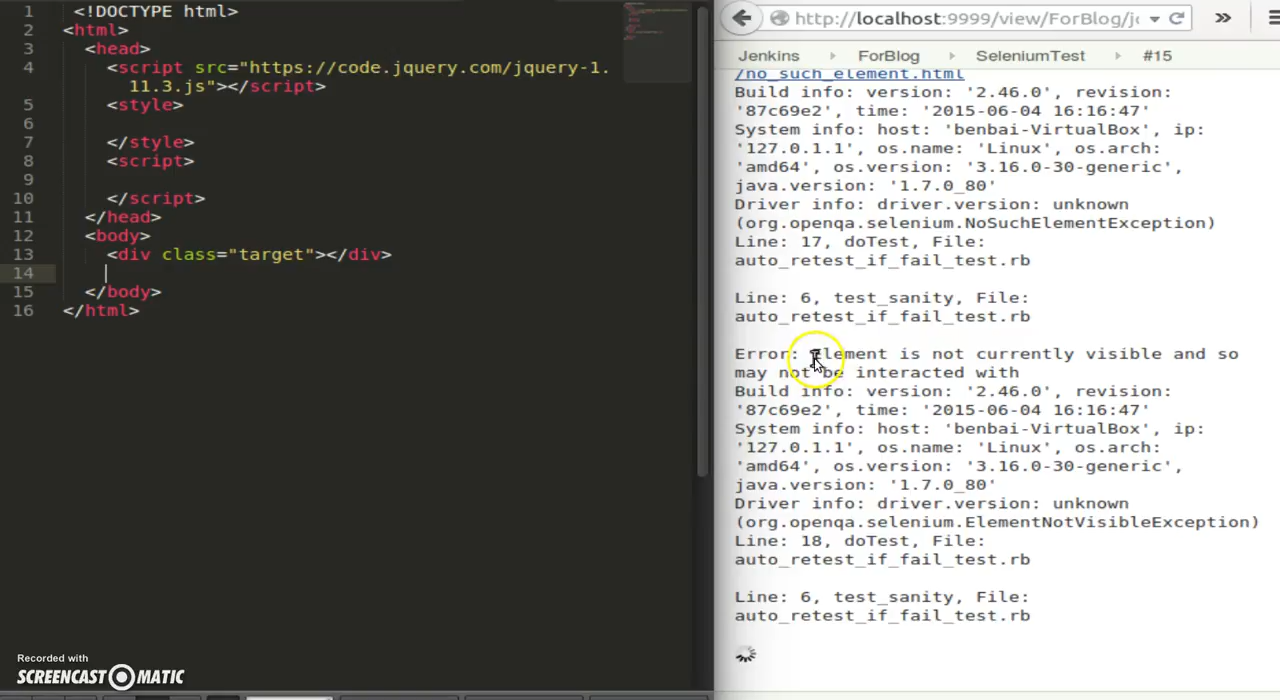 1 <!DOCTYPE html>
2 <html>
3 <head>
4 <script src="https://code.jquery.com/jquery-1.
11.3.js"></script>
5 <style>
6
7 </style>
8 <script>
9
10 </script>
11 </head>
12 <body>
13 <div class="target"></div>
14
15 </body>
16 </html>
Recorded with
SCREENCAST MATIC
http://localhost:9999/view/ForBlog/j
Jenkins ForBlog SeleniumTest #15
/no_such_element.html
Build info: version: '2.46.0', revision:
'87c69e2', time: '2015-06-04 16:16:47'
System info: host: 'benbai-VirtualBox', ip:
'127.0.1.1', os.name: 'Linux', os.arch:
'amd64', os.version: '3.16.0-30-generic',
java.version: '1.7.0_80'
Driver info: driver.version: unknown
(org.openqa.selenium.NoSuchElementException)
Line: 17, doTest, File:
auto_retest_if_fail_test.rb
Line: 6, test_sanity, File:
auto_retest_if_fail_test.rb
Error: Element is not currently visible and so
may not be interacted with
Build info: version: '2.46.0', revision:
'87c69e2', time: '2015-06-04 16:16:47'
System info: host: 'benbai-VirtualBox', ip:
'127.0.1.1', os.name: 'Linux', os.arch:
'amd64', os.version: '3.16.0-30-generic',
java.version: '1.7.0_80'
Driver info: driver.version: unknown
(org.openqa.selenium.ElementNotVisibleException)
Line: 18, doTest, File:
auto_retest_if_fail_test.rb
Line: 6, test_sanity, File:
auto_retest_if_fail_test.rb